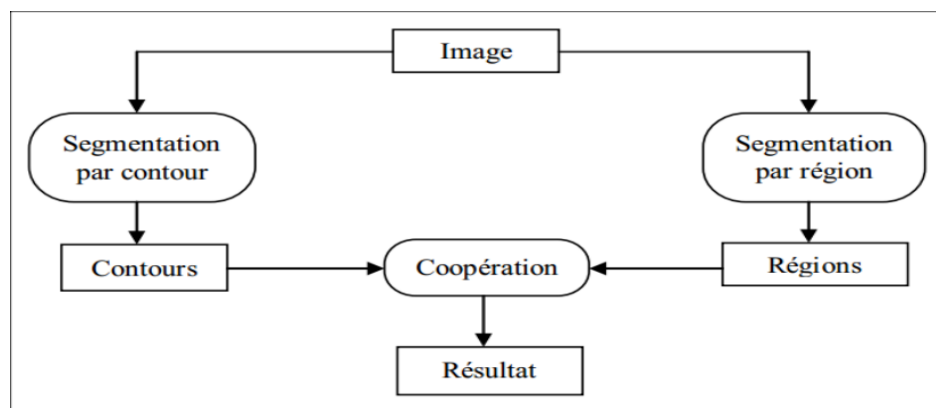 Image
Segmentation
par contour
Segmentation
par région
Contours
Coopération
Régions
Résultat